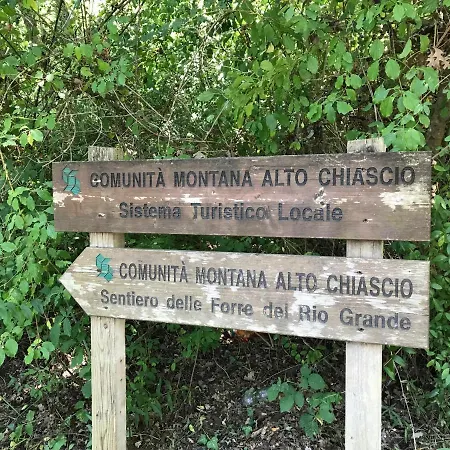 COMUNITÀ MONTANA ALTO CHIASCIO
Sistema Turistico Locale
COMUNITÀ MONTANA ALTO CHIASCIO
Sentiero delle Forre del Rio Grande